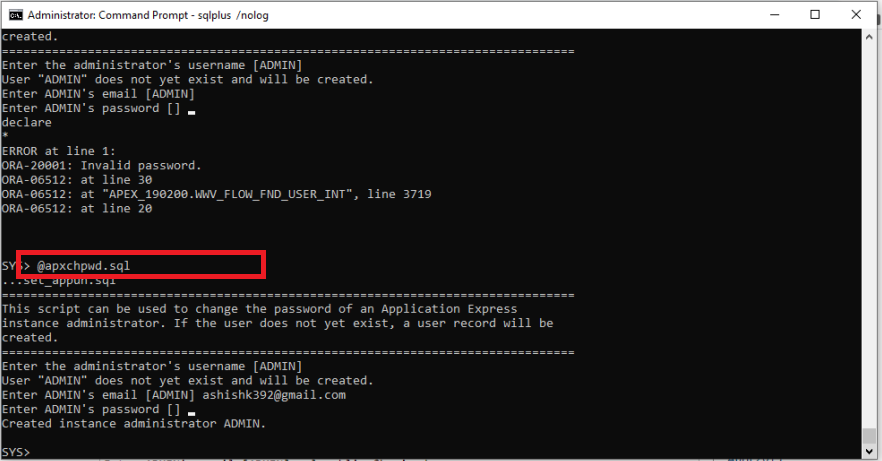 Administrator: Command Prompt - sqlplus /nolog
created.
================================================================================
Enter the administrator's username [ADMIN]
User "ADMIN" does not yet exist and will be created.
Enter ADMIN's email [ADMIN]
Enter ADMIN's password [] _
declare
*
ERROR at line 1:
ORA-20001: Invalid password.
ORA-06512: at line 30
ORA-06512: at "APEX_190200.WWV_FLOW_FND_USER_INT", line 3719
ORA-06512: at line 20
SYS> @apxchpwd.sql
...set_appun.sql
================================================================================
This script can be used to change the password of an Application Express
instance administrator. If the user does not yet exist, a user record will be
created.
================================================================================
Enter the administrator's username [ADMIN]
User "ADMIN" does not yet exist and will be created.
Enter ADMIN's email [ADMIN] ashishk392@gmail.com
Enter ADMIN's password [] _
Created instance administrator ADMIN.
SYS>